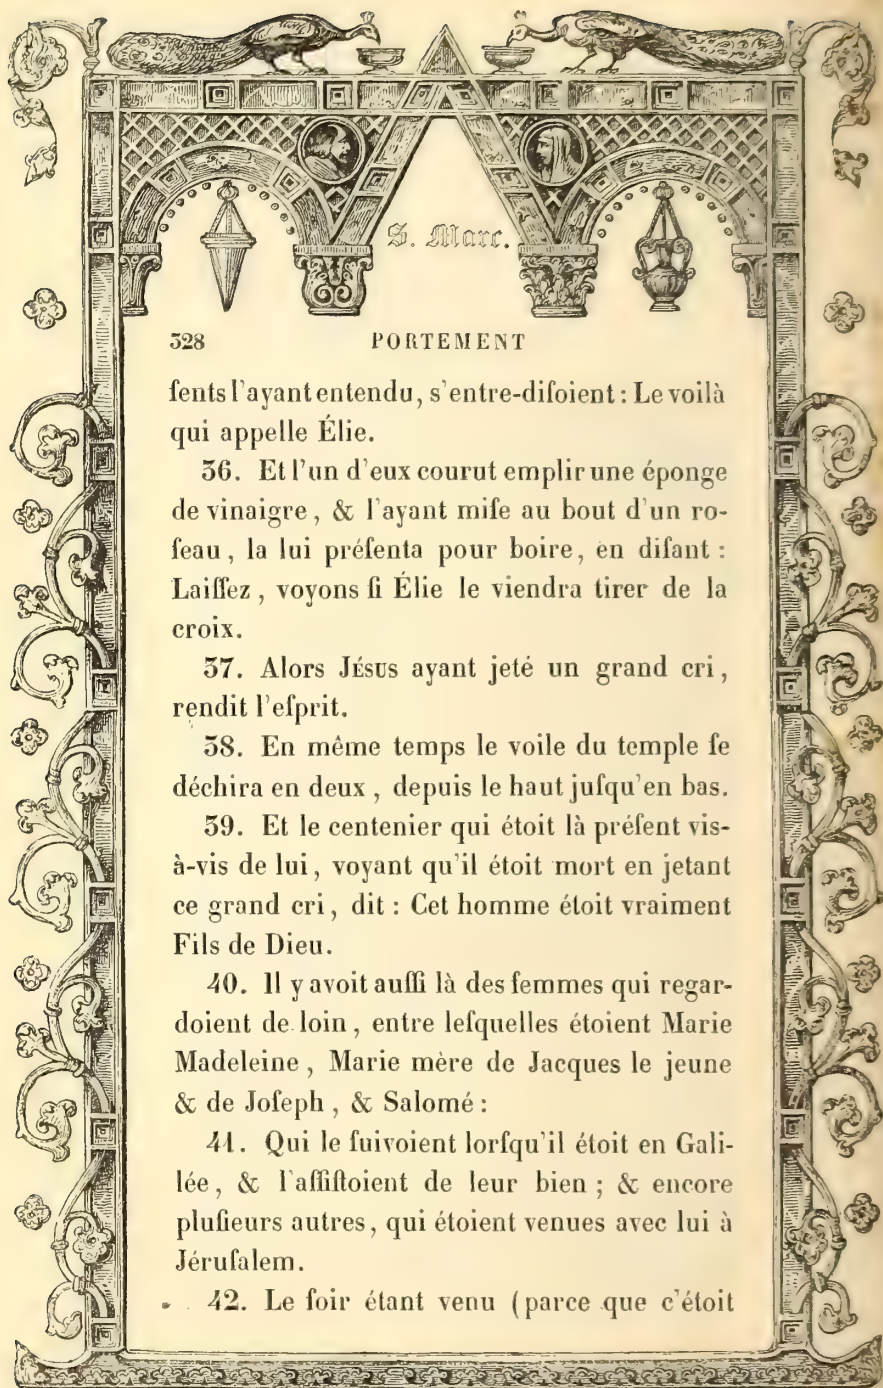 S. Marc.
328 PORTEMENT
ſents l'ayant entendu, s'entre-diſoient : Le voilà
qui appelle Élie.
36. Et l'un d'eux courut emplir une éponge
de vinaigre, & l'ayant miſe au bout d'un ro-
ſeau, la lui préſenta pour boire, en diſant :
Laiſſez, voyons ſi Élie le viendra tirer de la
croix.
37. Alors JÉSUS ayant jeté un grand cri,
rendit l'eſprit.
38. En même temps le voile du temple ſe
déchira en deux, depuis le haut juſqu'en bas.
39. Et le centenier qui étoit là préſent vis-
à-vis de lui, voyant qu'il étoit mort en jetant
ce grand cri, dit : Cet homme étoit vraiment
Fils de Dieu.
40. Il y avoit auſſi là des femmes qui regar-
doient de loin, entre leſquelles étoient Marie
Madeleine, Marie mère de Jacques le jeune
& de Joſeph, & Salomé :
41. Qui le ſuivoient lorſqu'il étoit en Gali-
lée, & l'aſſiſtoient de leur bien ; & encore
pluſieurs autres, qui étoient venues avec lui à
Jéruſalem.
42. Le ſoir étant venu (parce que c'étoit